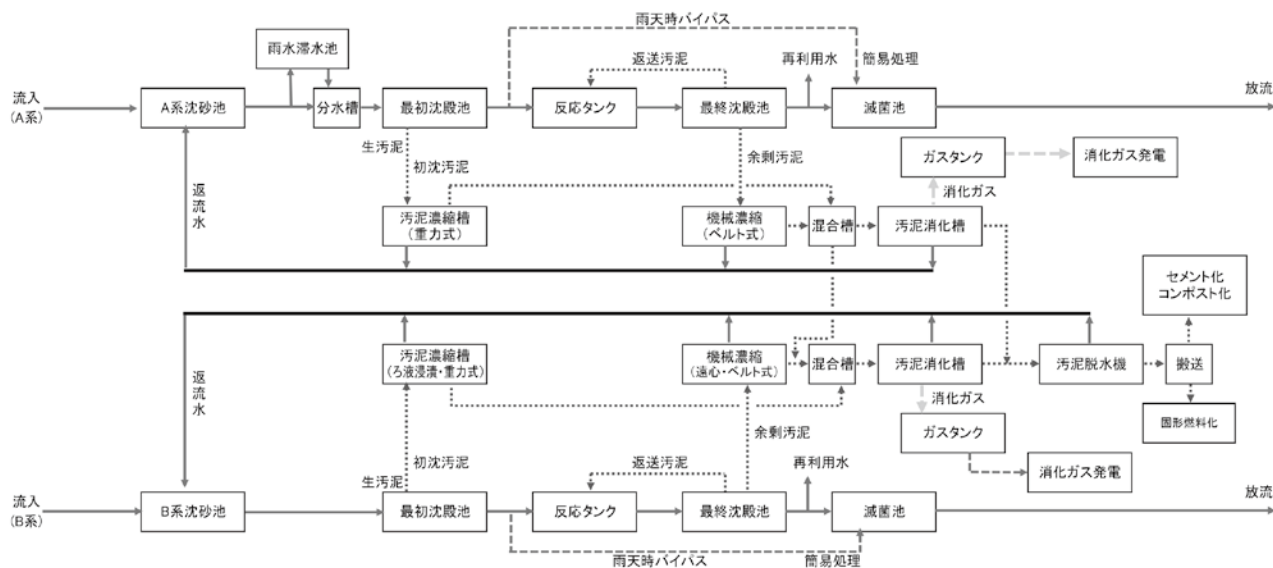 雨天時バイパス
雨水滞水池
返送汚泥
再利用水
簡易処理
流入
(A系)
A系沈砂池
分水槽
最初沈殿池
反応タンク
最終沈殿池
滅菌池
放流
生汚泥
初沈汚泥
余剰汚泥
ガスタンク
消化ガス発電
消化ガス
返流水
汚泥濃縮槽
(重力式)
機械濃縮
(ベルト式)
混合槽
汚泥消化槽
セメント化
コンポスト化
返流水
汚泥濃縮槽
(ろ液浸漬・重力式)
機械濃縮
(遠心・ベルト式)
混合槽
汚泥消化槽
汚泥脱水機
搬送
消化ガス
固形燃料化
ガスタンク
余剰汚泥
初沈汚泥
生汚泥
返送汚泥
再利用水
消化ガス発電
流入
(B系)
B系沈砂池
最初沈殿池
反応タンク
最終沈殿池
滅菌池
放流
雨天時バイパス
簡易処理